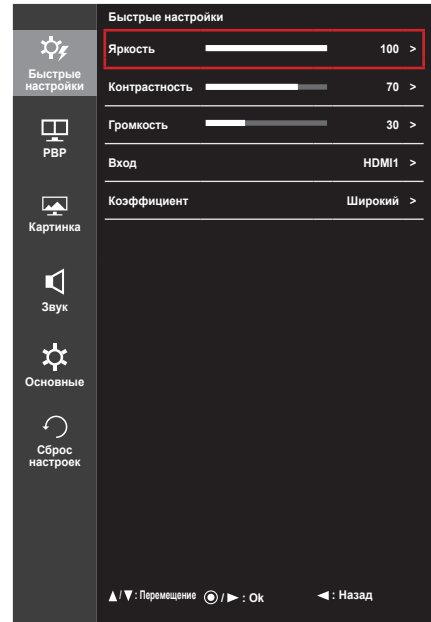 Быстрые настройки
Быстрые
настройки
PBP
Картинка
Звук
Основные
Сброс
настроек
Яркость 100 >
Контрастность 70 >
Громкость 30 >
Вход HDMI1 >
Коэффициент Широкий >
▲/▼: Перемещение ◉/►: Ok ◄: Назад